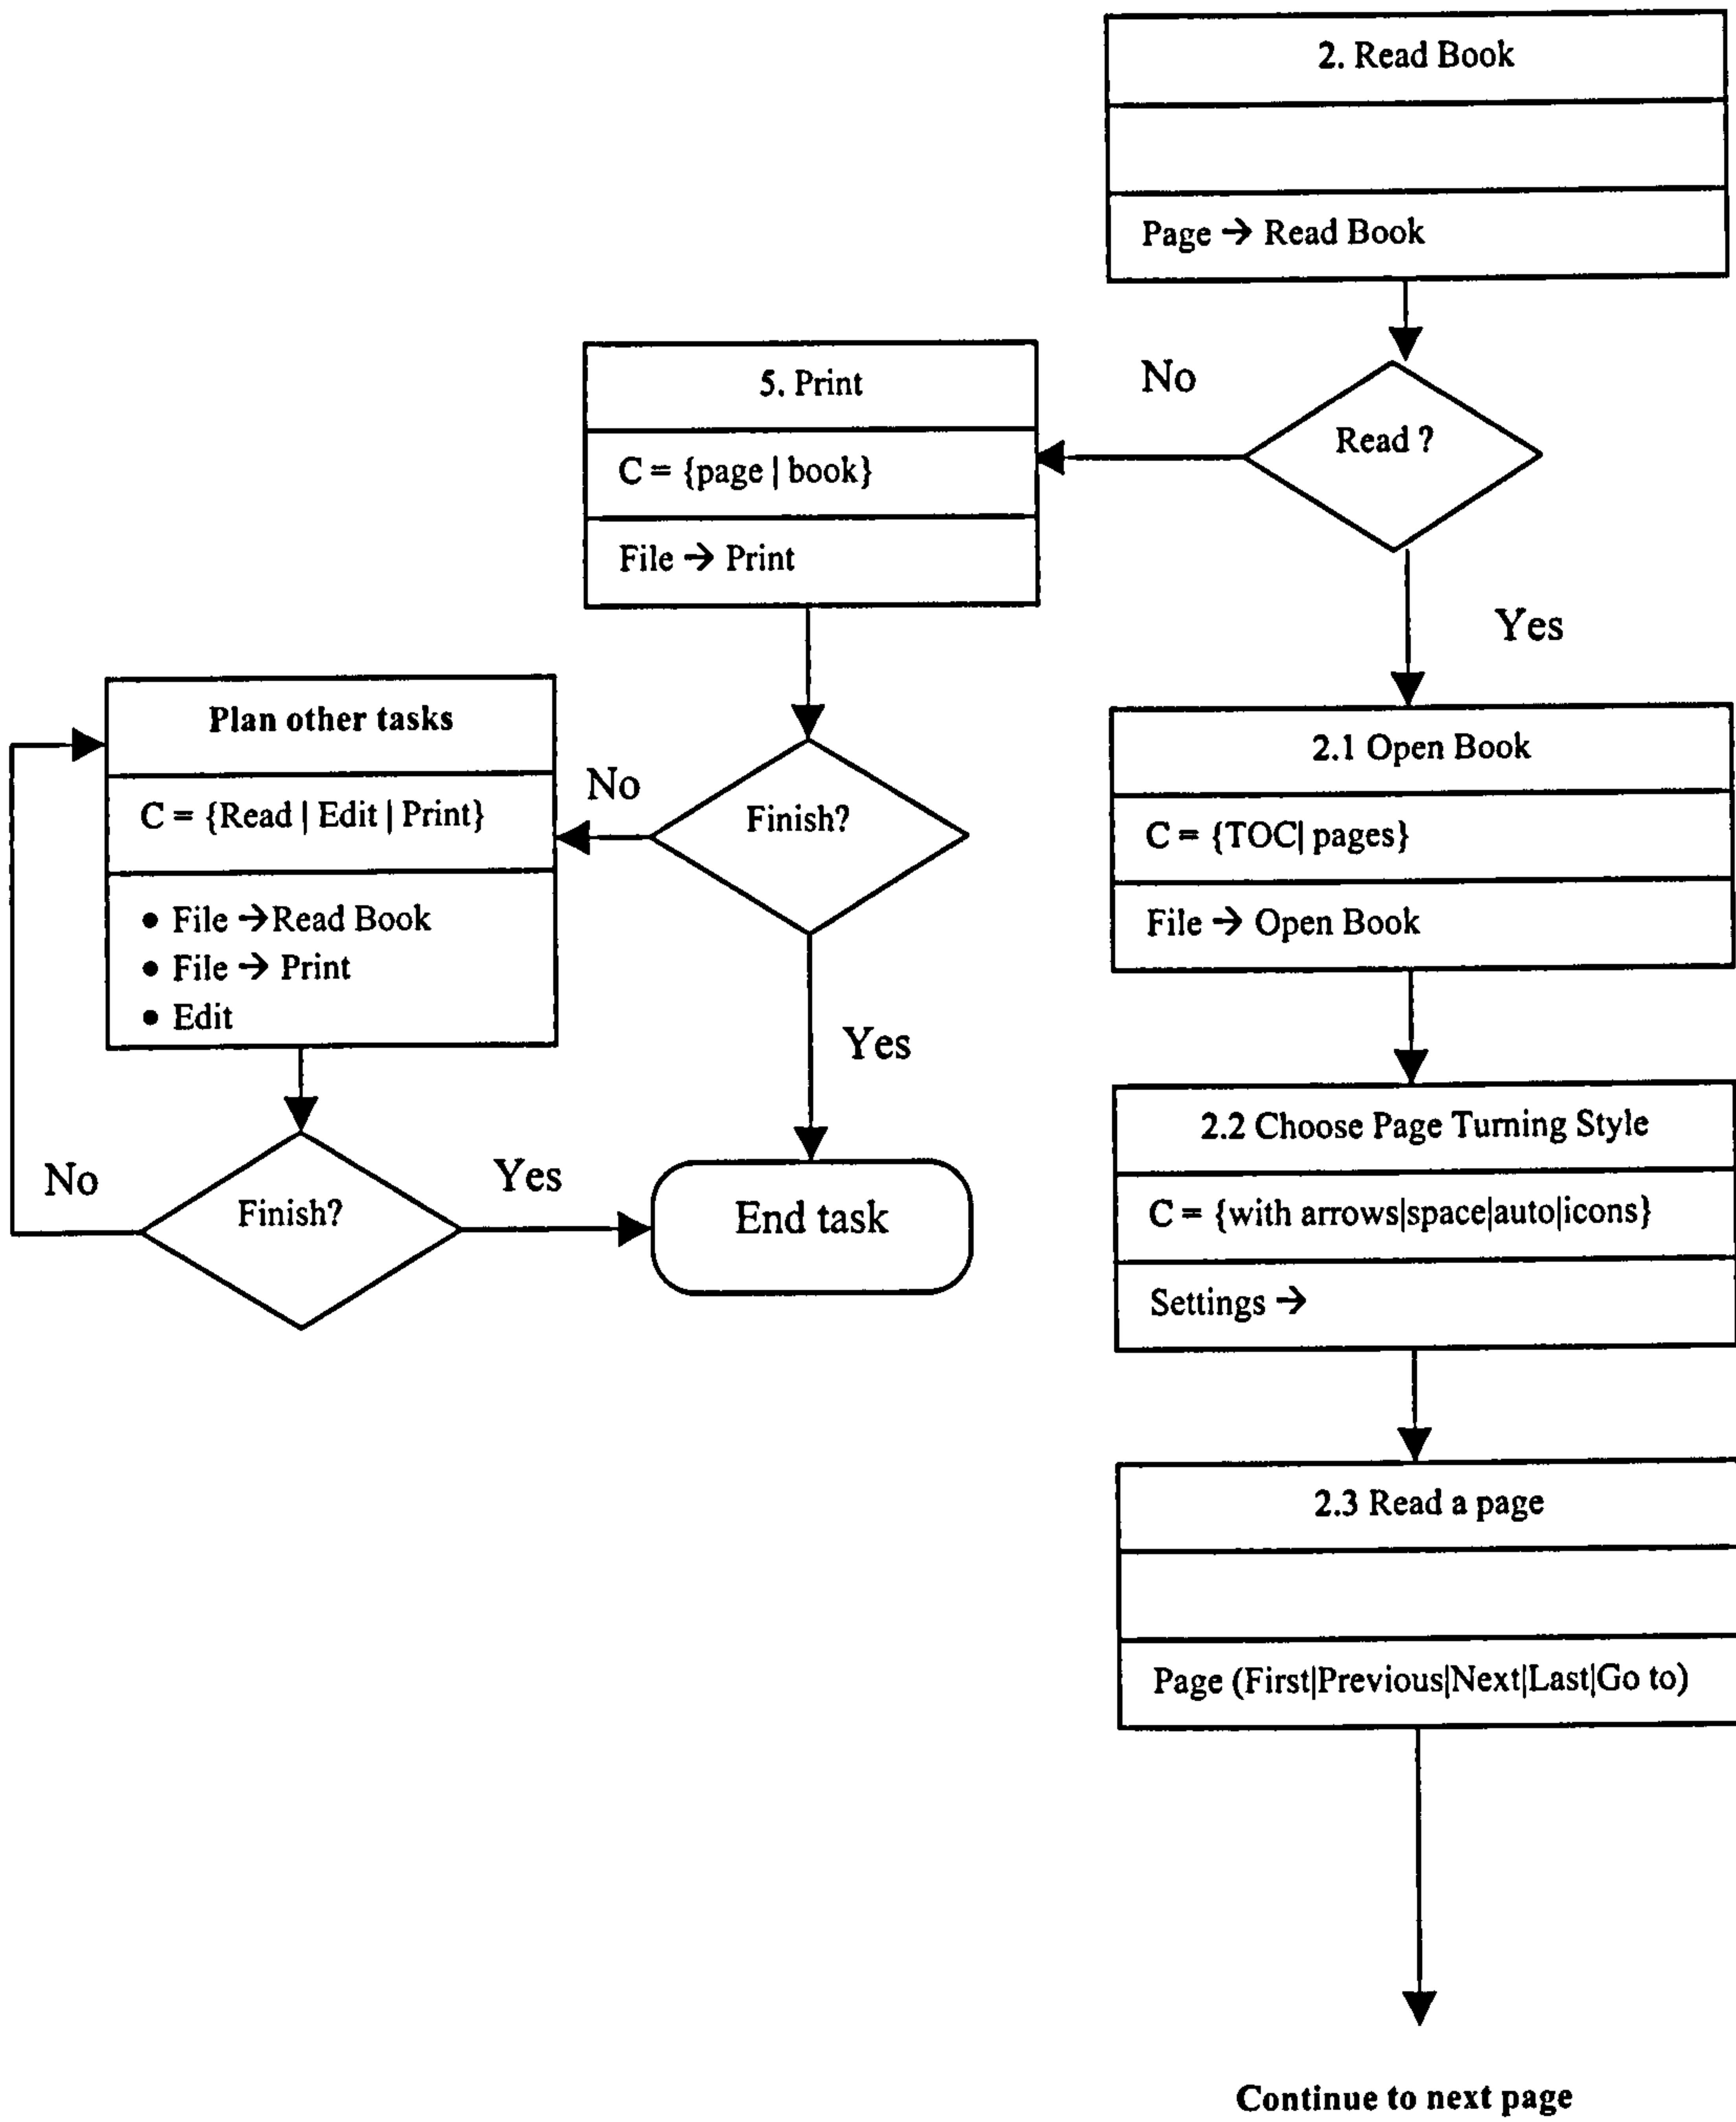 2. Read Book
Page → Read Book
No
Read ?
Yes
5. Print
C = {page | book}
File → Print
No
Finish?
Yes
Plan other tasks
C = {Read | Edit | Print}
• File →Read Book
• File → Print
• Edit
No
Finish?
Yes
End task
2.1 Open Book
C = {TOC| pages}
File → Open Book
2.2 Choose Page Turning Style
C = {with arrows|space|auto|icons}
Settings →
2.3 Read a page
Page (First|Previous|Next|Last|Go to)
Continue to next page